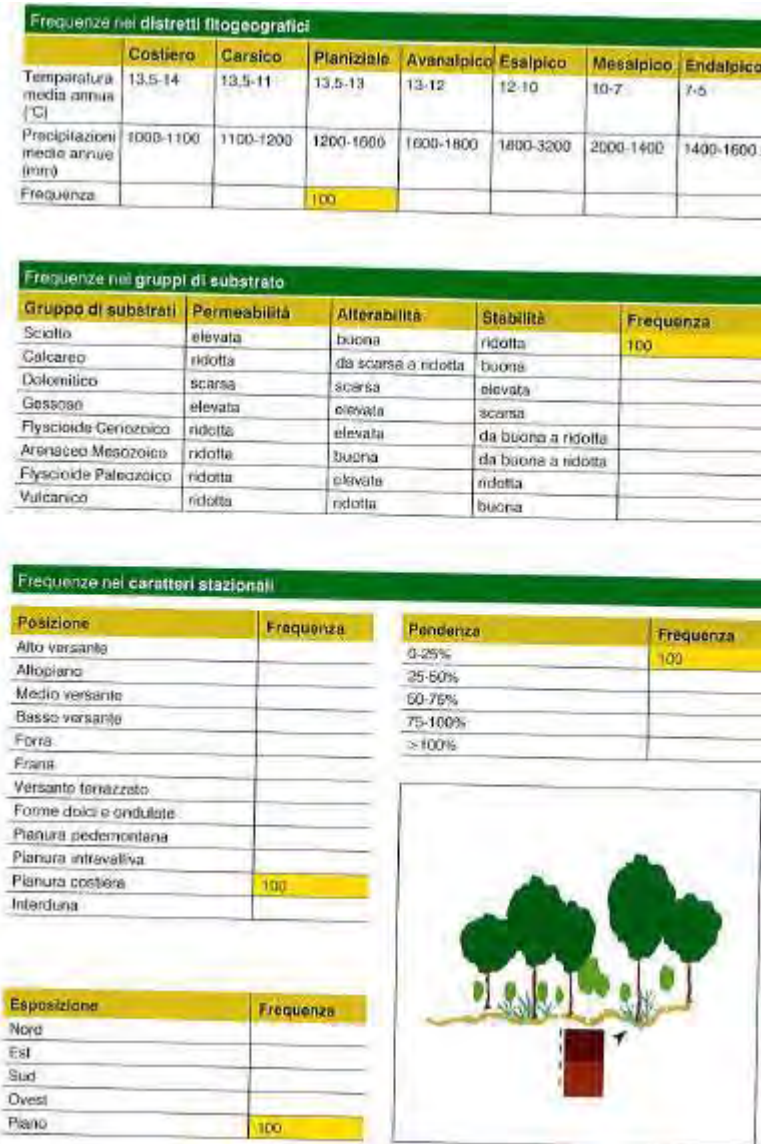 Frequenze nei distretti fitogeografici
Costiero Carsico Planiziale Avanalpico Esalpico Mesalpico Endalpico
Temperatura media annua (°C) 13,5-14 13,5-11 13,5-13 13-12 12-10 10-7 7-5
Precipitazioni medie annue (mm) 1000-1100 1100-1200 1200-1600 1600-1800 1800-3200 2000-1400 1400-1600
Frequenza 100
Frequenze nei gruppi di substrato
Gruppo di substrati Permeabilità Alterabilità Stabilità Frequenza
Sciolto elevata buona ridotta 100
Calcareo ridotta da scarsa a ridotta buona
Dolomitico scarsa scarsa elevata
Gessoso elevata elevata scarsa
Flyscioide Cenozoico ridotta elevata da buona a ridotta
Arenaceo Mesozoico ridotta buona da buona a ridotta
Flyscioide Paleozoico ridotta elevata ridotta
Vulcanico ridotta ridotta buona
Frequenze nei caratteri stazionali
Posizione Frequenza
Alto versante
Altopiano
Medio versante
Basso versante
Forra
Frana
Versante terrazzato
Forme dolci e ondulate
Pianura pedemontana
Pianura intravalliva
Pianura costiera 100
Interduna
Pendenza Frequenza
0-25% 100
25-50%
50-75%
75-100%
>100%
Esposizione Frequenza
Nord
Est
Sud
Ovest
Piano 100